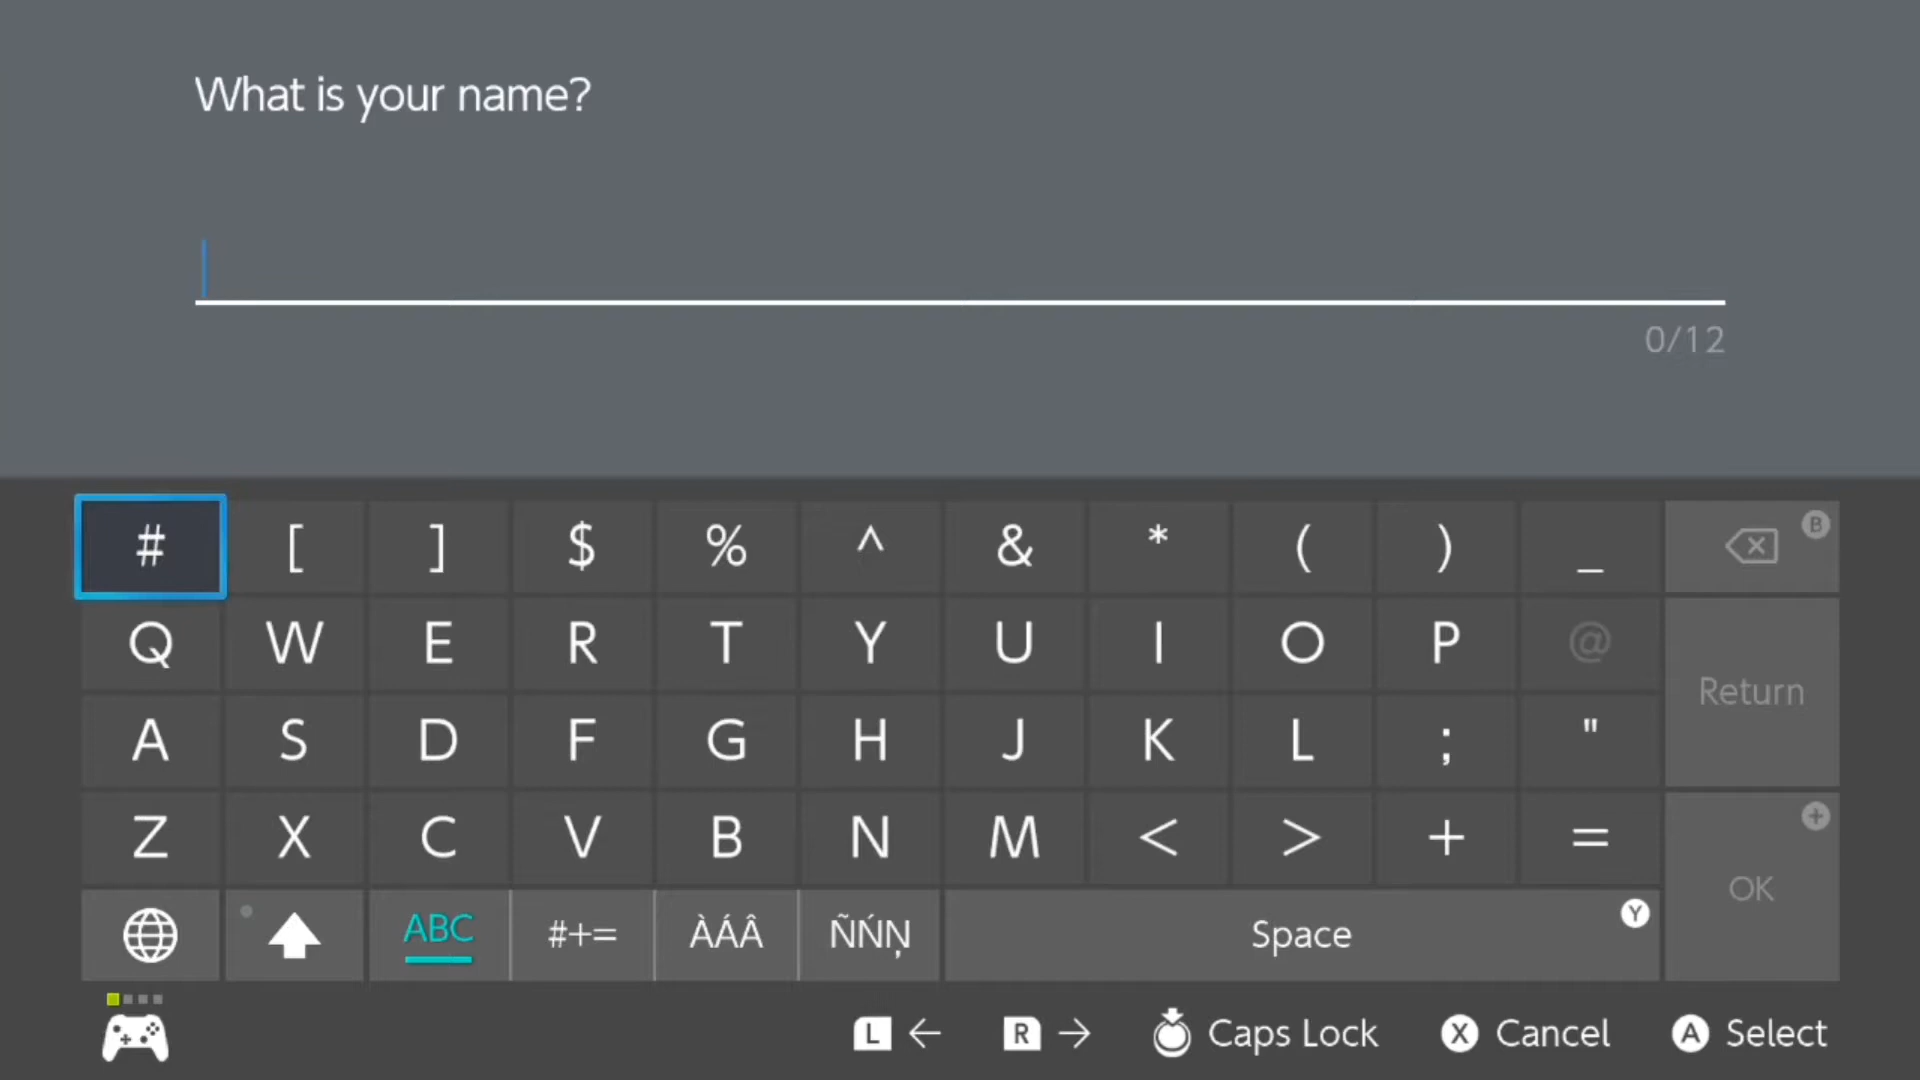 What is your name?
0/12
# [ ] $ % ^ & * ( ) _ B
Q W E R T Y U I O P @
Return
A S D F G H J K L ; "
Z X C V B N M < > + = +
OK
ABC #+= ÀÁÂ ÑŃŅ Space Y
L ← R → Caps Lock X Cancel A Select